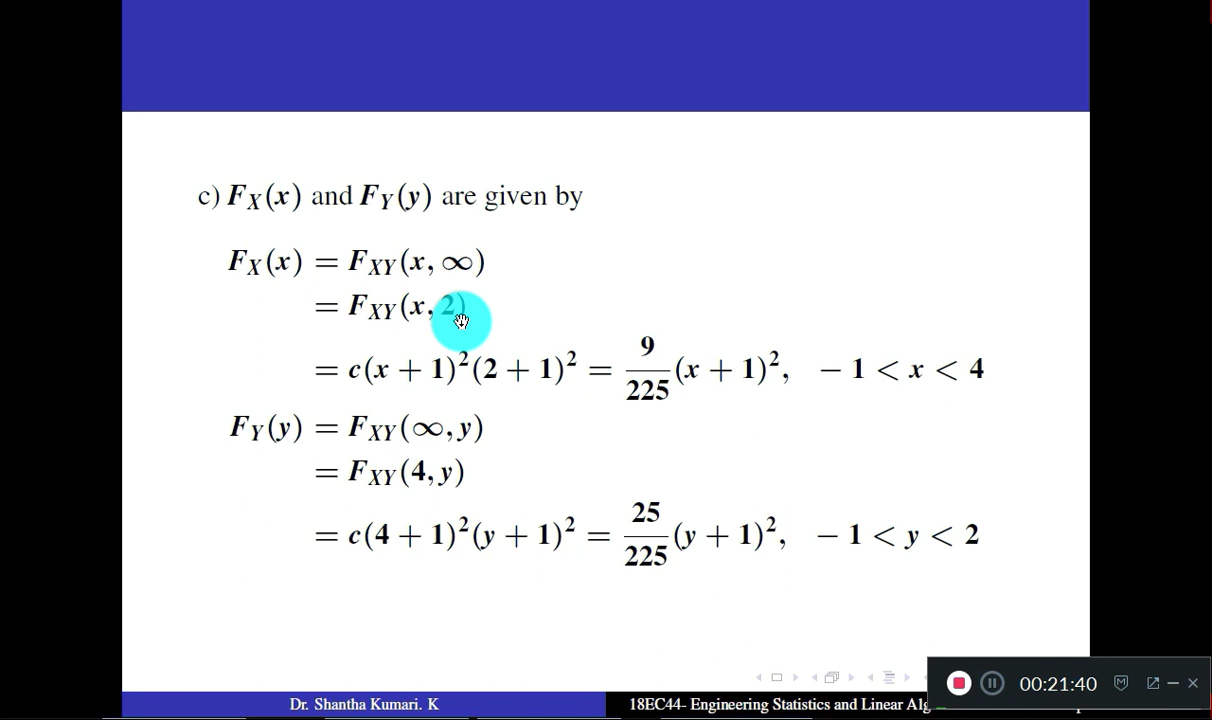 c) F_X(x) and F_Y(y) are given by
F_X(x) = F_XY(x, ∞)
= F_XY(x, 2)
= c(x + 1)²(2 + 1)² = 9/225 (x + 1)², − 1 < x < 4
F_Y(y) = F_XY(∞, y)
= F_XY(4, y)
= c(4 + 1)²(y + 1)² = 25/225 (y + 1)², − 1 < y < 2
00:21:40
Dr. Shantha Kumari. K
18EC44- Engineering Statistics and Linear